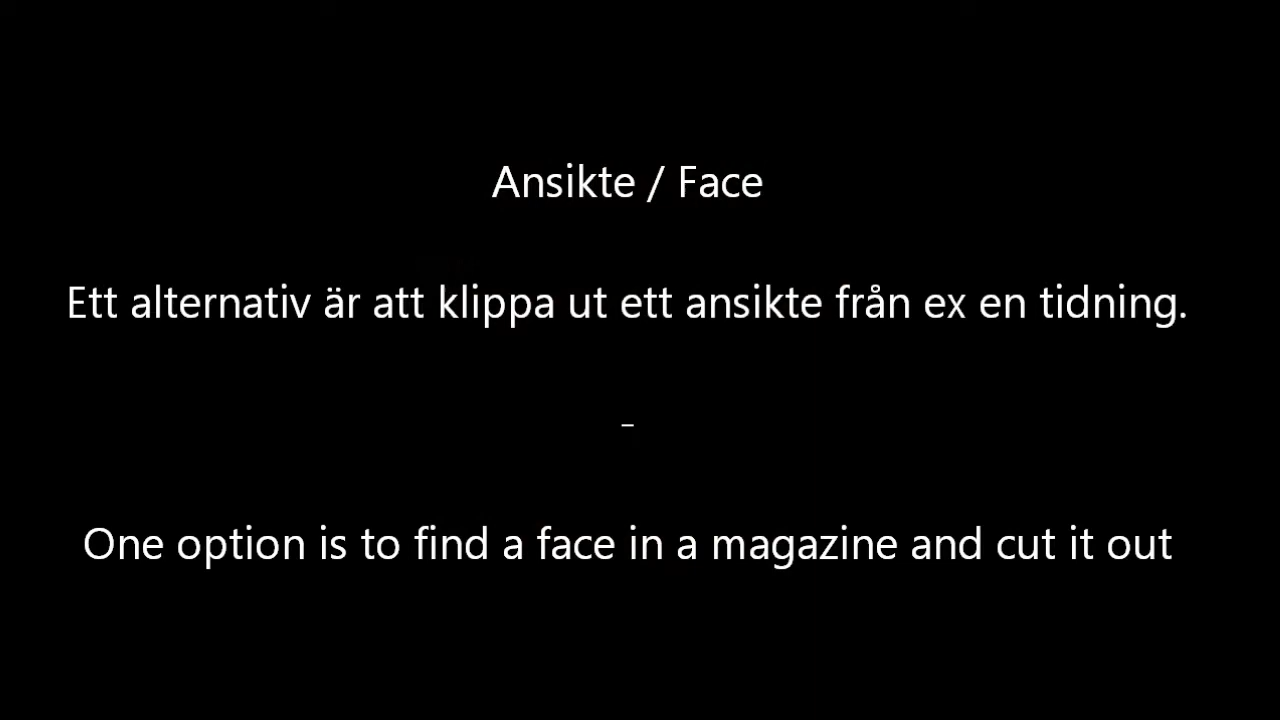 Ansikte / Face
Ett alternativ är att klippa ut ett ansikte från ex en tidning.
-
One option is to find a face in a magazine and cut it out